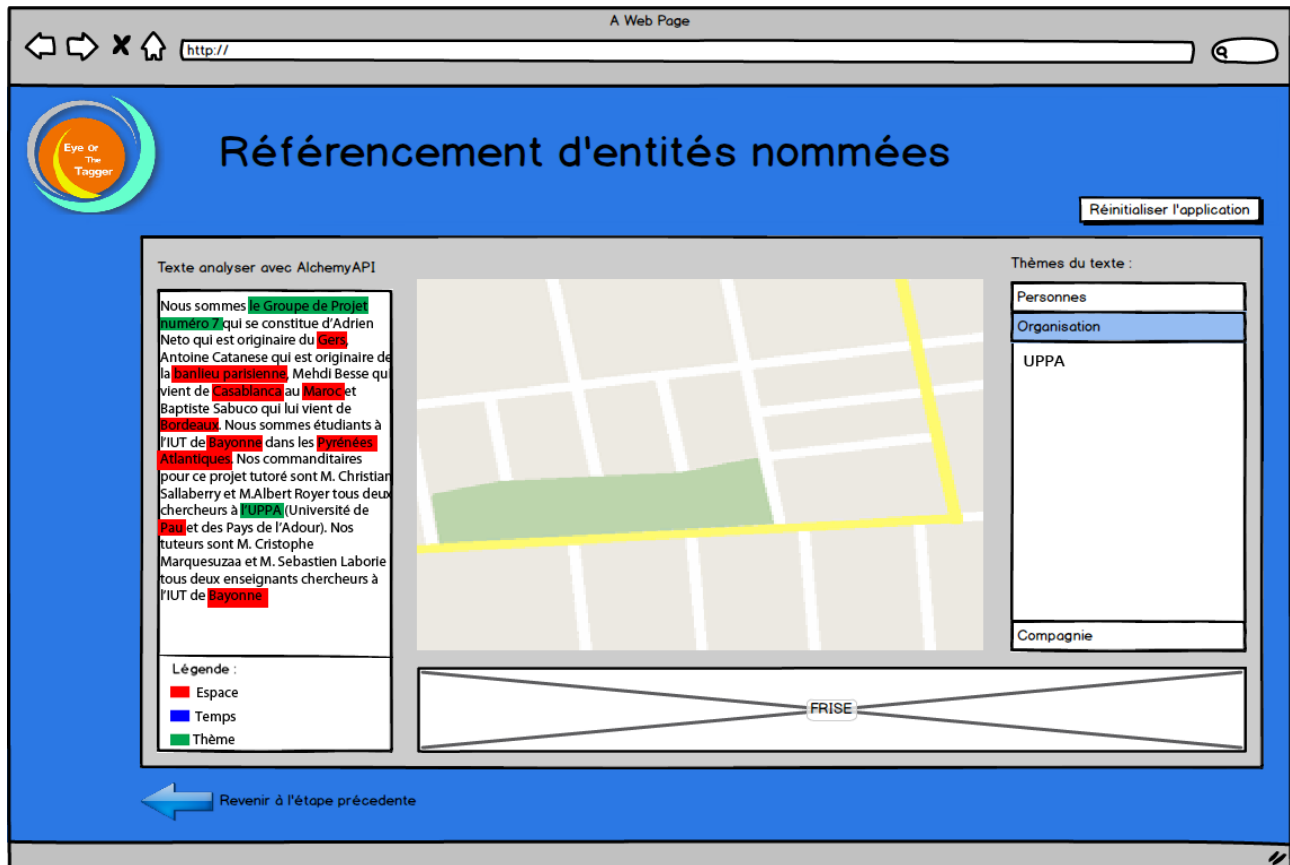 A Web Page
http://
Eye OF
The
Tagger
Référencement d'entités nommées
Réinitialiser l'application
Texte analyser avec AlchemyAPI
Nous sommes le Groupe de Projet
numéro 7 qui se constitue d'Adrien
Neto qui est originaire du Gers,
Antoine Catanese qui est originaire de
la banlieu parisienne, Mehdi Besse qui
vient de Casablanca au Maroc et
Baptiste Sabuco qui lui vient de
Bordeaux. Nous sommes étudiants à
l'IUT de Bayonne dans les Pyrénées
Atlantiques. Nos commanditaires
pour ce projet tutoré sont M. Christian
Sallaberry et M.Albert Royer tous deux
chercheurs à l'UPPA (Université de
Pau et des Pays de l'Adour). Nos
tuteurs sont M. Cristophe
Marquesuzaa et M. Sebastien Laborie
tous deux enseignants chercheurs à
l'IUT de Bayonne
Légende :
Espace
Temps
Thème
FRISE
Thèmes du texte :
Personnes
Organisation
UPPA
Compagnie
Revenir à l'étape précedente